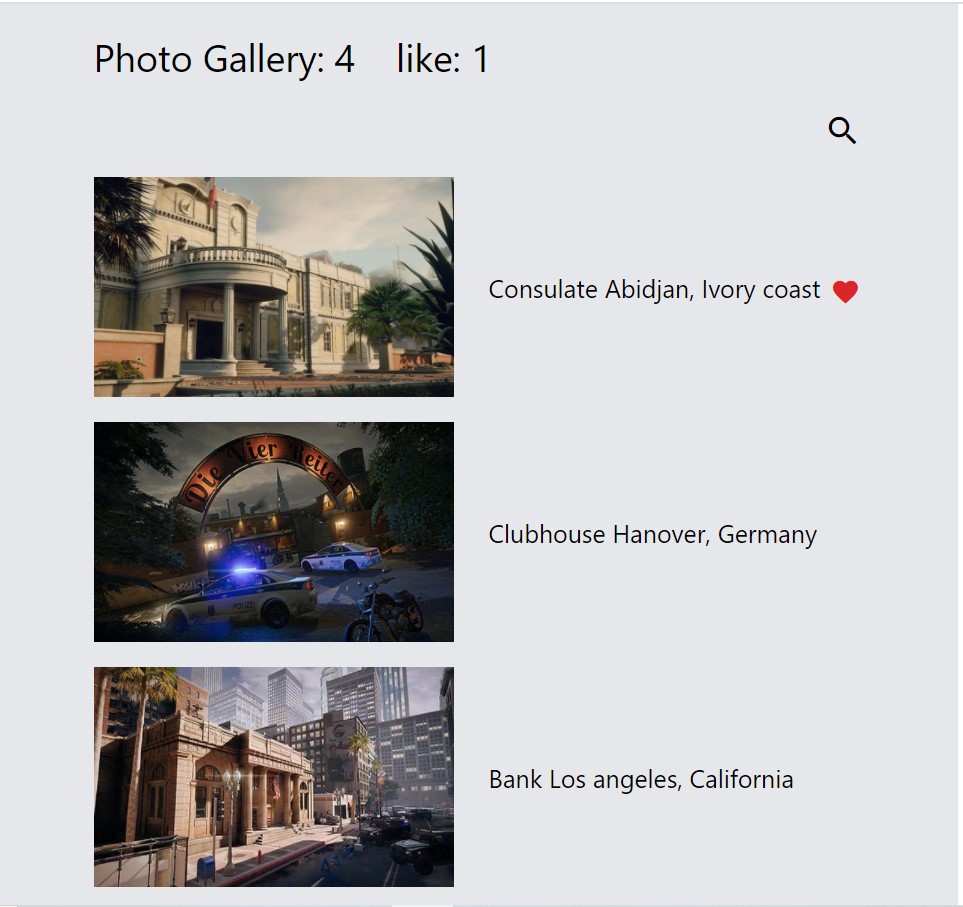 Photo Gallery: 4 like: 1
Consulate Abidjan, Ivory coast
Die Vier Reiter
Clubhouse Hanover, Germany
POLIZEI
Bank Los angeles, California